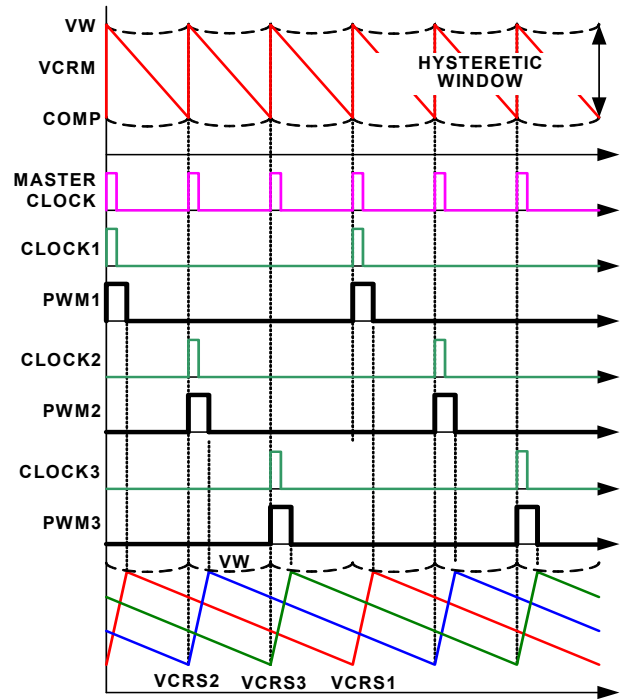 VW
VCRM
HYSTERETIC
WINDOW
COMP
MASTER
CLOCK
CLOCK1
PWM1
CLOCK2
PWM2
CLOCK3
PWM3
VW
VCRS2 VCRS3 VCRS1